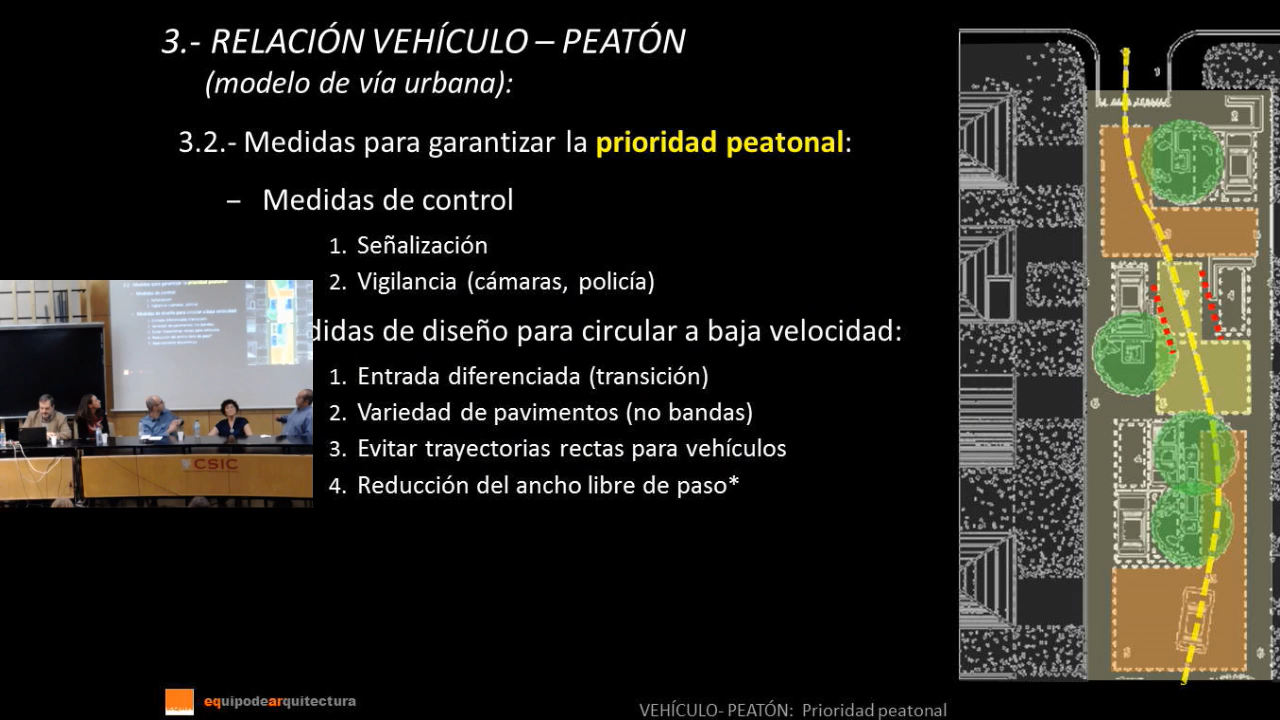 3.- RELACIÓN VEHÍCULO – PEATÓN
(modelo de vía urbana):
3.2.- Medidas para garantizar la prioridad peatonal:
– Medidas de control
1. Señalización
2. Vigilancia (cámaras, policía)
didas de diseño para circular a baja velocidad:
1. Entrada diferenciada (transición)
2. Variedad de pavimentos (no bandas)
3. Evitar trayectorias rectas para vehículos
4. Reducción del ancho libre de paso*
CSIC
equipodearquitectura
VEHÍCULO- PEATÓN: Prioridad peatonal